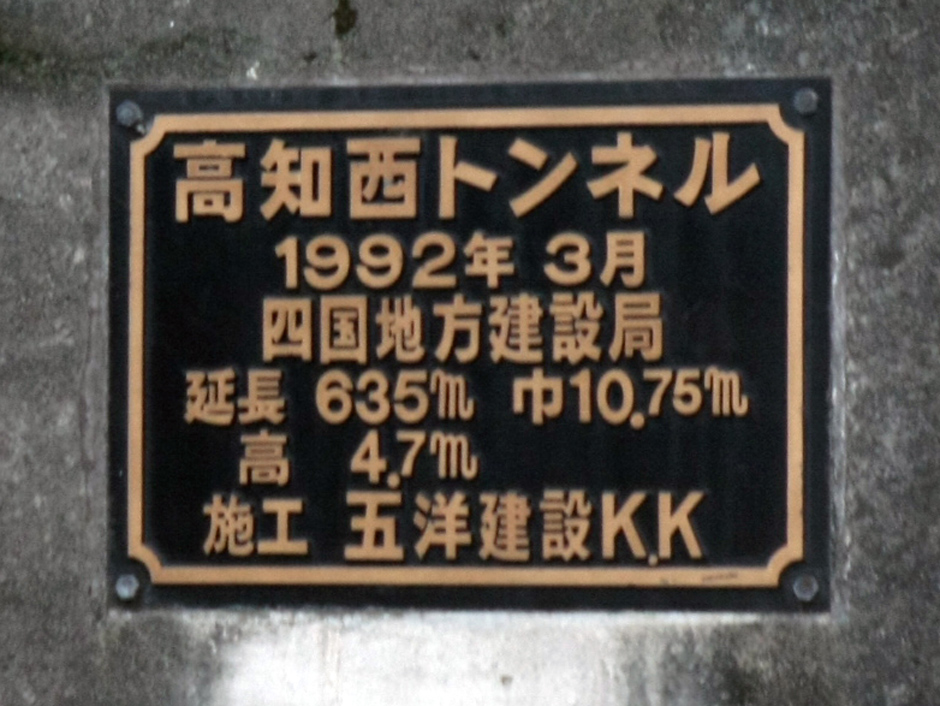 高知西トンネル
1992年 3月
四国地方建設局
延長 635m 巾10.75m
高 4.7m
施工 五洋建設K.K